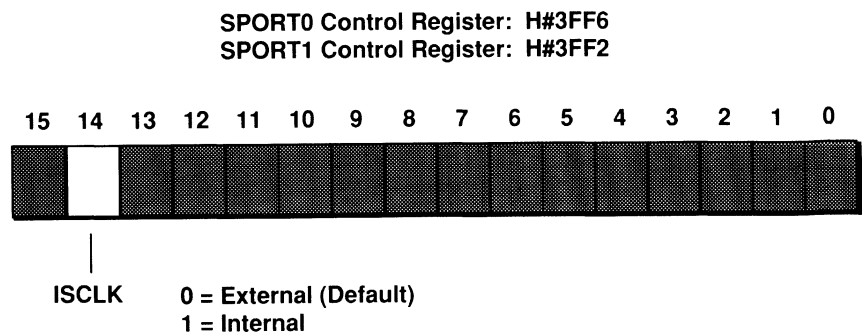 SPORT0 Control Register: H#3FF6
SPORT1 Control Register: H#3FF2
15 14 13 12 11 10 9 8 7 6 5 4 3 2 1 0
ISCLK 0 = External (Default)
1 = Internal